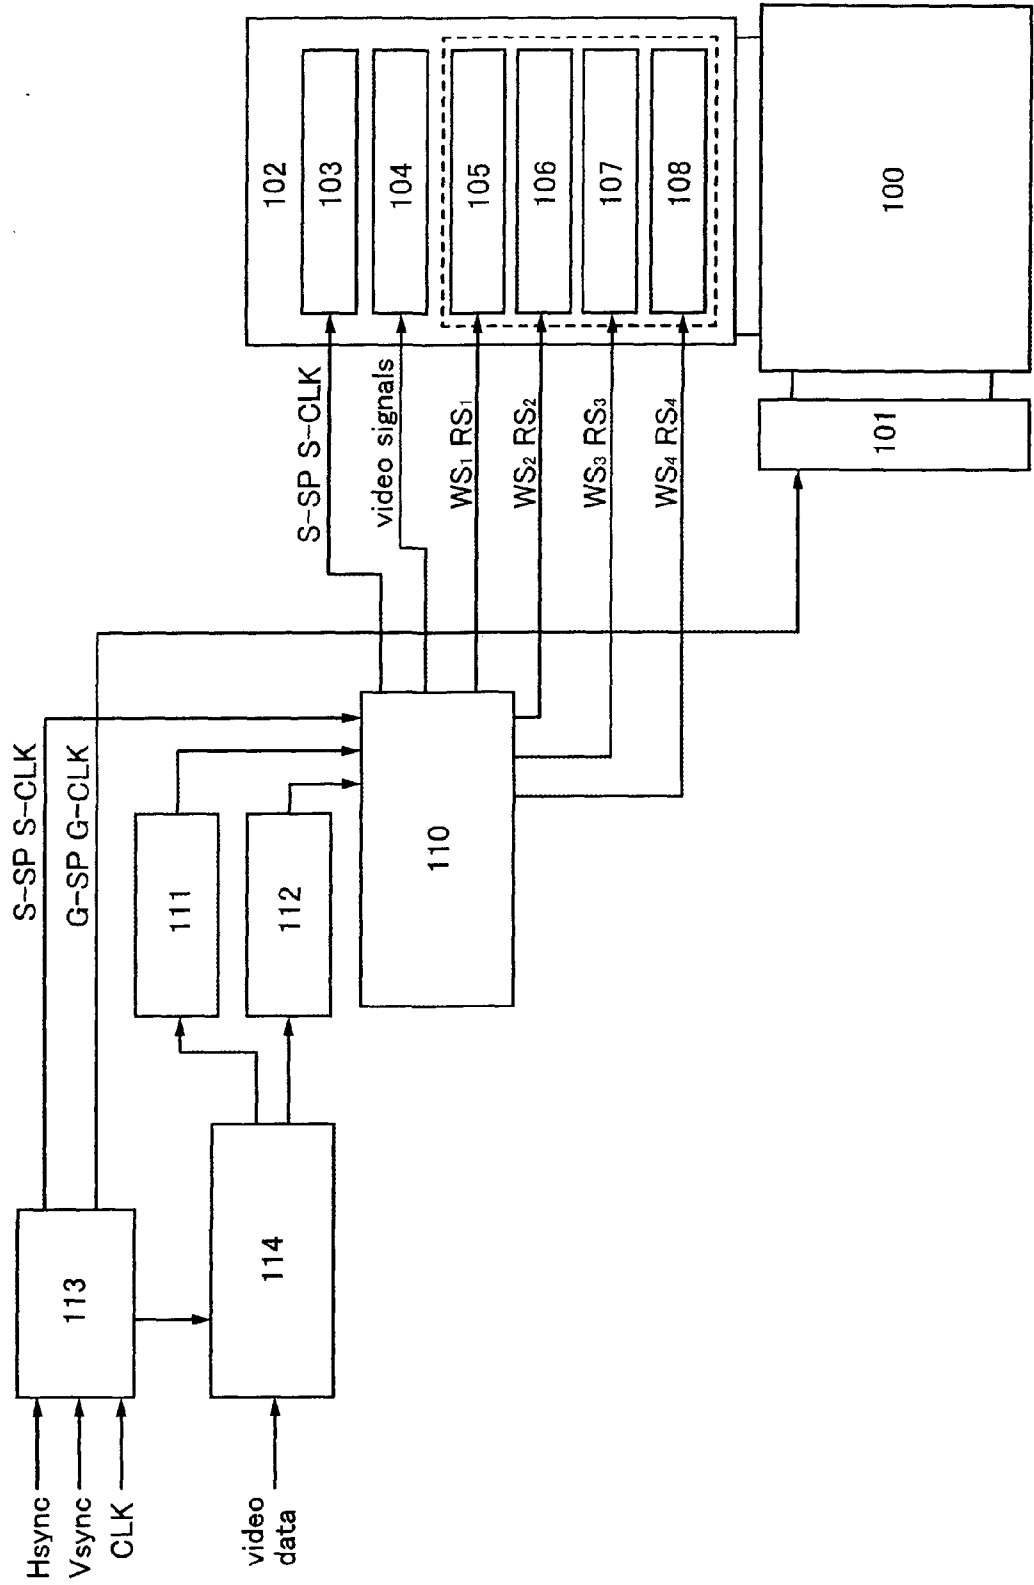 Hsync
Vsync
CLK
video
data
113
114
S-SP S-CLK
G-SP G-CLK
111
112
110
S-SP S-CLK
video signals
WS1 RS1
WS2 RS2
WS3 RS3
WS4 RS4
102
103
104
105
106
107
108
101
100